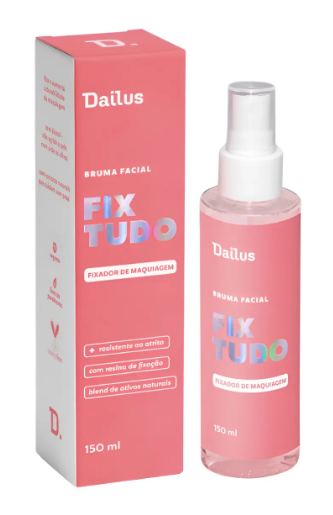 D.
Dailus
BRUMA FACIAL
FIX
TUDO
FIXADOR DE MAQUIAGEM
+ resistente ao atrito
com resina de fixação
blend de ativos naturais
150 ml
D.
Dailus
BRUMA FACIAL
FIX
TUDO
FIXADOR DE MAQUIAGEM
150 ml